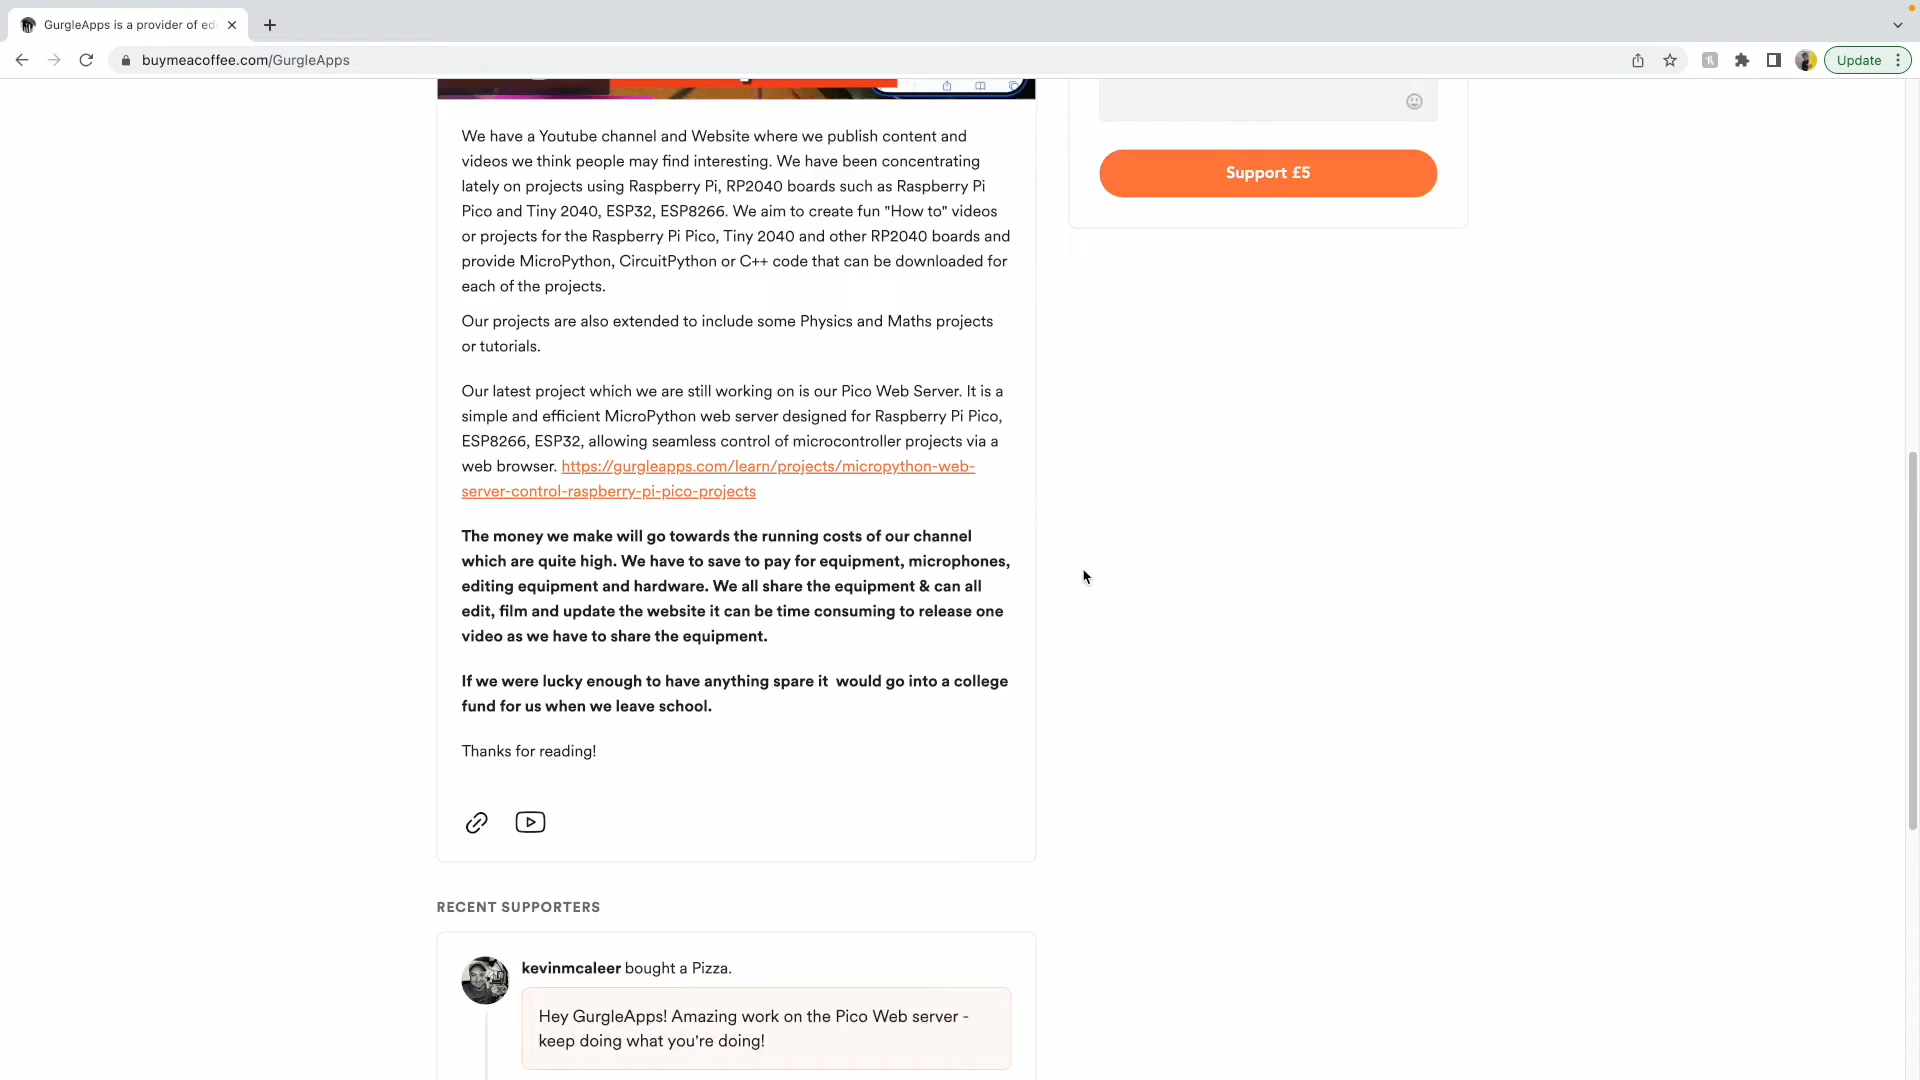 GurgleApps is a provider of ed
buymeacoffee.com/GurgleApps
Update
We have a Youtube channel and Website where we publish content and
videos we think people may find interesting. We have been concentrating
lately on projects using Raspberry Pi, RP2040 boards such as Raspberry Pi
Pico and Tiny 2040, ESP32, ESP8266. We aim to create fun "How to" videos
or projects for the Raspberry Pi Pico, Tiny 2040 and other RP2040 boards and
provide MicroPython, CircuitPython or C++ code that can be downloaded for
each of the projects.
Our projects are also extended to include some Physics and Maths projects
or tutorials.
Our latest project which we are still working on is our Pico Web Server. It is a
simple and efficient MicroPython web server designed for Raspberry Pi Pico,
ESP8266, ESP32, allowing seamless control of microcontroller projects via a
web browser. https://gurgleapps.com/learn/projects/micropython-web-
server-control-raspberry-pi-pico-projects
The money we make will go towards the running costs of our channel
which are quite high. We have to save to pay for equipment, microphones,
editing equipment and hardware. We all share the equipment & can all
edit, film and update the website it can be time consuming to release one
video as we have to share the equipment.
If we were lucky enough to have anything spare it  would go into a college
fund for us when we leave school.
Thanks for reading!
Support £5
RECENT SUPPORTERS
kevinmcaleer bought a Pizza.
Hey GurgleApps! Amazing work on the Pico Web server -
keep doing what you're doing!